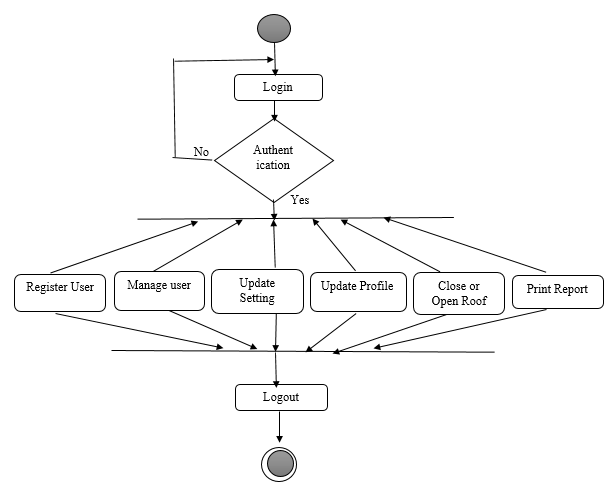 Login
No
Authent
ication
Yes
Register User
Manage user
Update
Setting
Update Profile
Close or
Open Roof
Print Report
Logout